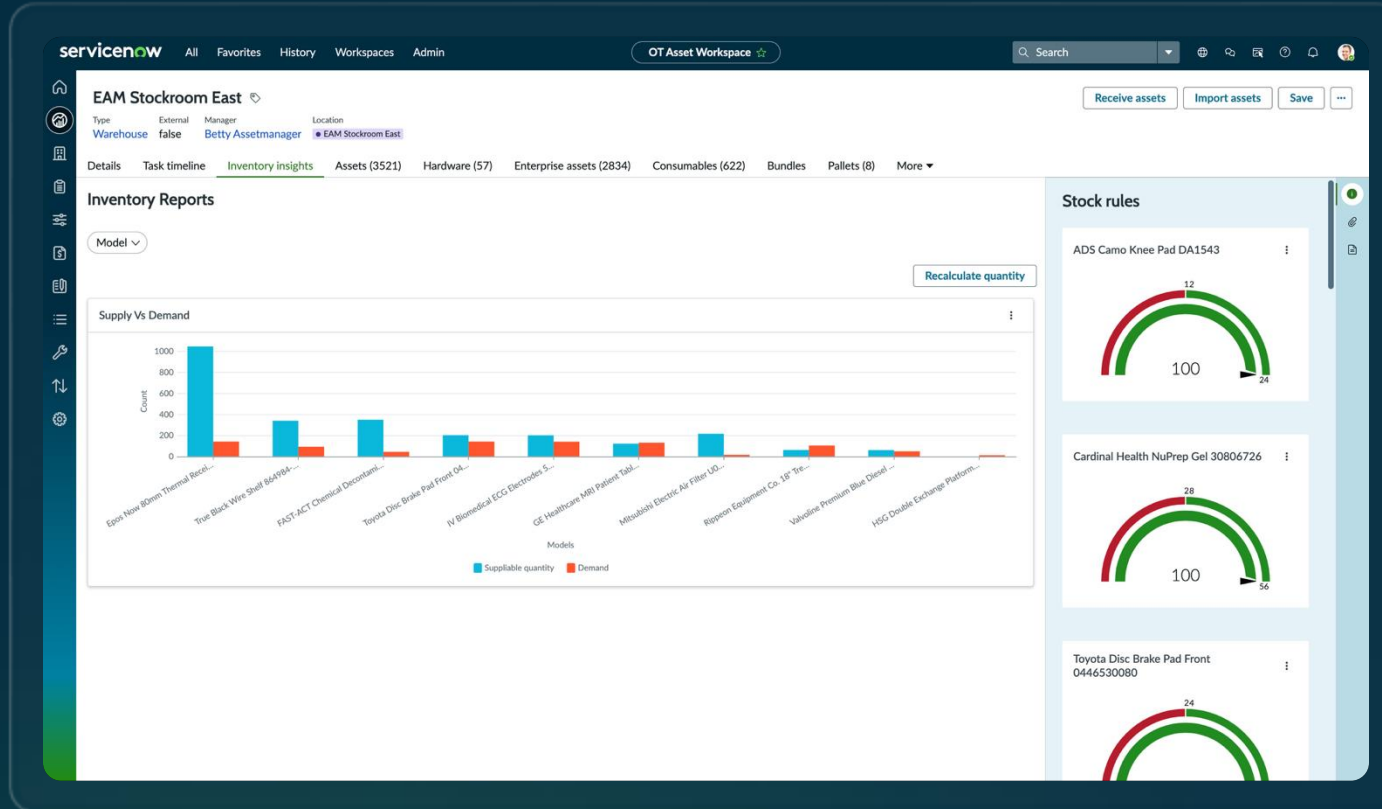 servicenow All Favorites History Workspaces Admin OT Asset Workspace Search
EAM Stockroom East Receive assets Import assets Save
Type External Manager Location
Warehouse false Betty Assetmanager EAM Stockroom East
Details Task timeline Inventory insights Assets (3521) Hardware (57) Enterprise assets (2834) Consumables (622) Bundles Pallets (8) More
Inventory Reports
Model
Recalculate quantity
Supply Vs Demand
1000
800
600
400
200
0
Count
Epos Now 80mm Thermal Recei...
True Black Wire Shelf 864984-...
FAST-ACT Chemical Decontami...
Toyota Disc Brake Pad Front 04...
IV Biomedical ECG Electrodes 5...
GE Healthcare MRI Patient Tabl...
Mitsubishi Electric Air Filter U0...
Rippeon Equipment Co. 18" Tre...
Valvoline Premium Blue Diesel ...
HSG Double Exchange Platform...
Models
Suppliable quantity Demand
Stock rules
ADS Camo Knee Pad DA1543
12
100
24
Cardinal Health NuPrep Gel 30806726
28
100
56
Toyota Disc Brake Pad Front
0446530080
24